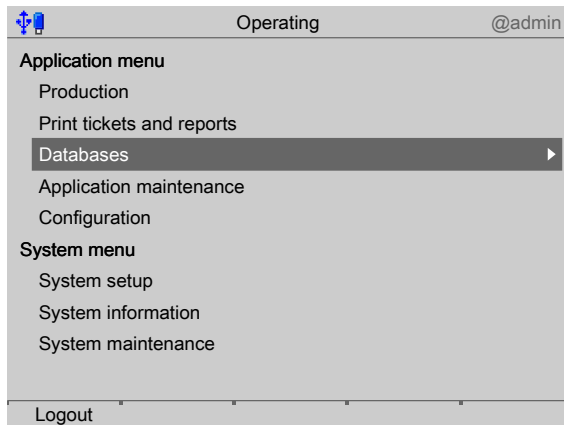 Operating @admin
Application menu
Production
Print tickets and reports
Databases
Application maintenance
Configuration
System menu
System setup
System information
System maintenance
Logout